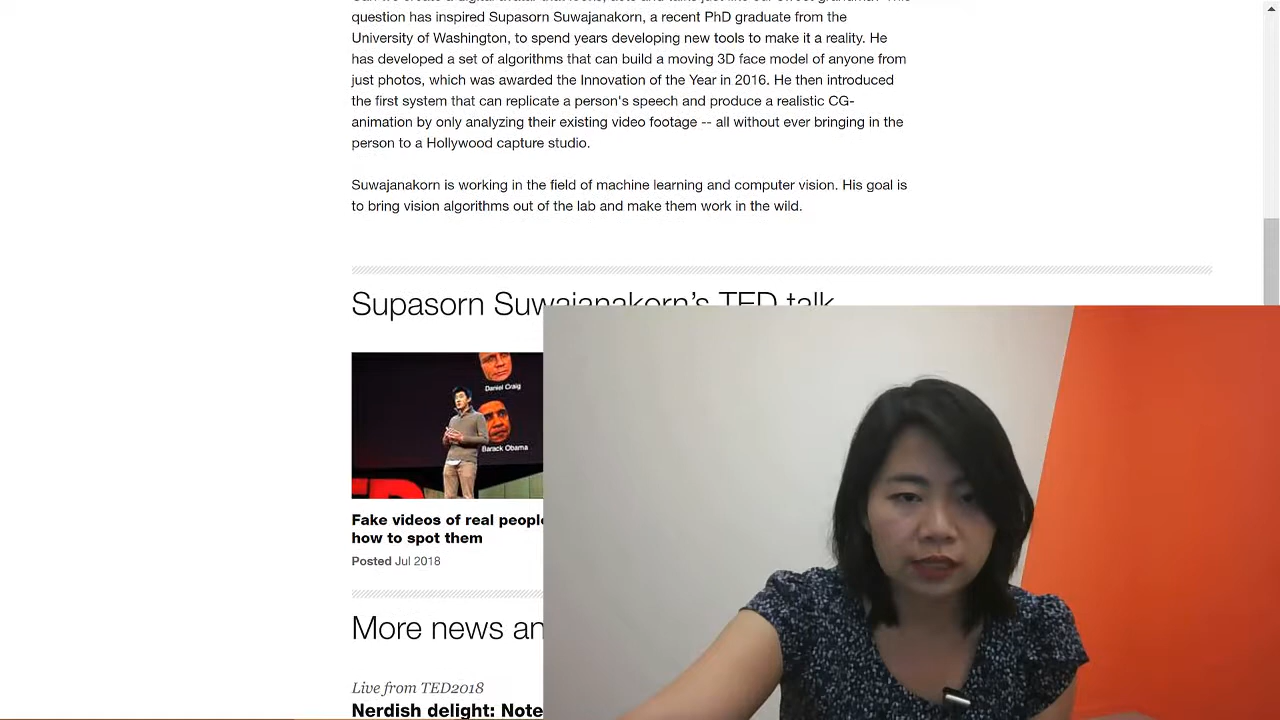 question has inspired Supasorn Suwajanakorn, a recent PhD graduate from the
University of Washington, to spend years developing new tools to make it a reality. He
has developed a set of algorithms that can build a moving 3D face model of anyone from
just photos, which was awarded the Innovation of the Year in 2016. He then introduced
the first system that can replicate a person's speech and produce a realistic CG-
animation by only analyzing their existing video footage -- all without ever bringing in the
person to a Hollywood capture studio.
Suwajanakorn is working in the field of machine learning and computer vision. His goal is
to bring vision algorithms out of the lab and make them work in the wild.
Supasorn Suwajanakorn’s TED talk
Daniel Craig
Barack Obama
Fake videos of real people
how to spot them
Posted Jul 2018
More news an
Live from TED2018
Nerdish delight: Note